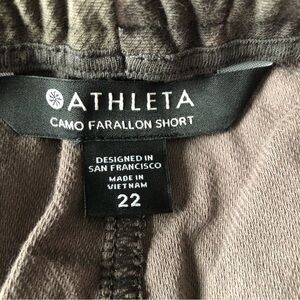 ATHLETA
CAMO FARALLON SHORT
DESIGNED IN
SAN FRANCISCO
MADE IN
VIETNAM
22